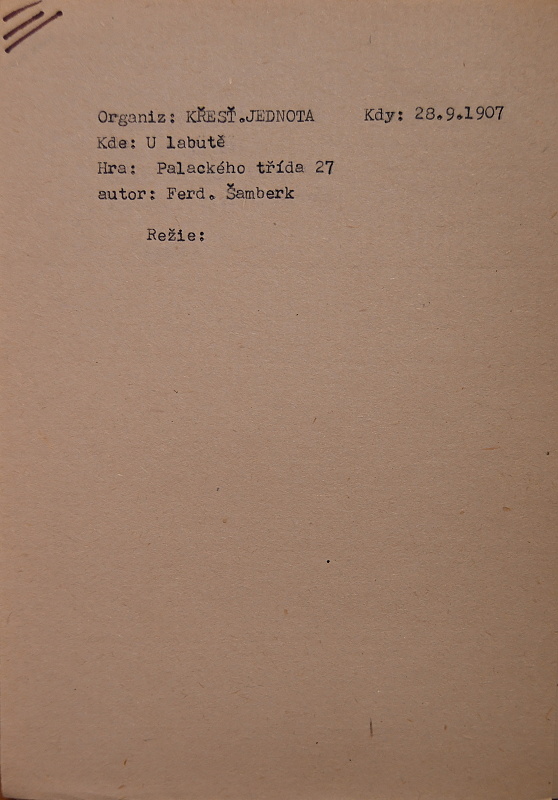 Organiz: KŘESŤ.JEDNOTA Kdy: 28.9.1907
Kde: U labutě
Hra: Palackého třída 27
autor: Ferd. Šamberk
Režie: